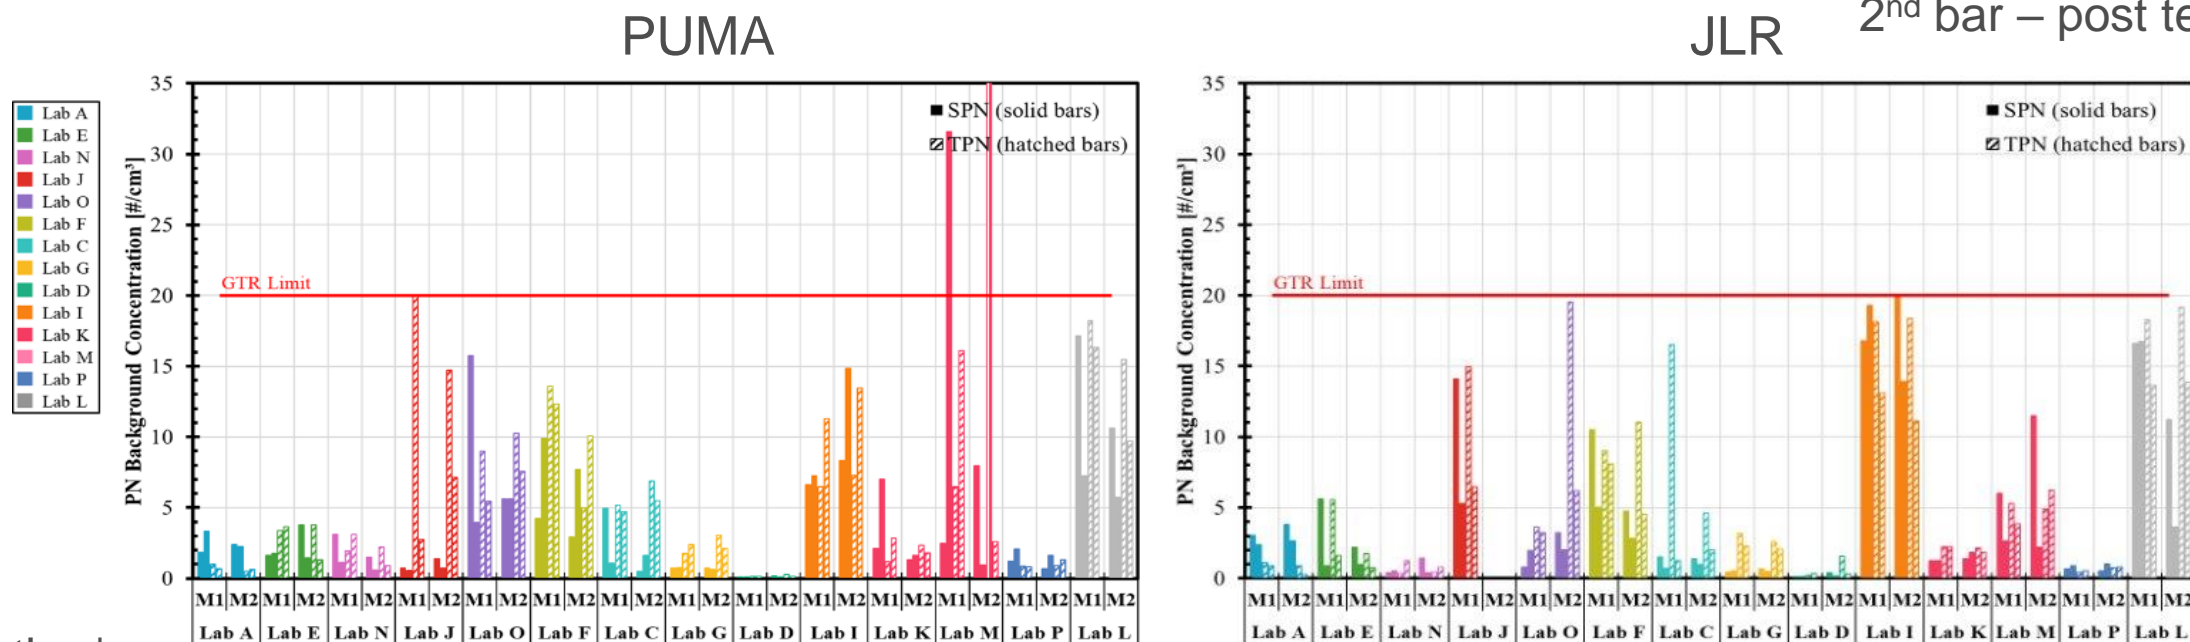 PUMA
JLR
2nd bar – post te
Lab A
Lab E
Lab N
Lab J
Lab O
Lab F
Lab C
Lab G
Lab D
Lab I
Lab K
Lab M
Lab P
Lab L
PN Background Concentration [#/cm³]
35
30
25
20
15
10
5
0
SPN (solid bars)
TPN (hatched bars)
GTR Limit
M1 M2 M1 M2 M1 M2 M1 M2 M1 M2 M1 M2 M1 M2 M1 M2 M1 M2 M1 M2 M1 M2 M1 M2 M1 M2 M1 M2
Lab A Lab E Lab N Lab J Lab O Lab F Lab C Lab G Lab D Lab I Lab K Lab M Lab P Lab L
PN Background Concentration [#/cm³]
35
30
25
20
15
10
5
0
SPN (solid bars)
TPN (hatched bars)
GTR Limit
M1 M2 M1 M2 M1 M2 M1 M2 M1 M2 M1 M2 M1 M2 M1 M2 M1 M2 M1 M2 M1 M2 M1 M2 M1 M2 M1 M2
Lab A Lab E Lab N Lab J Lab O Lab F Lab C Lab G Lab D Lab I Lab K Lab M Lab P Lab L